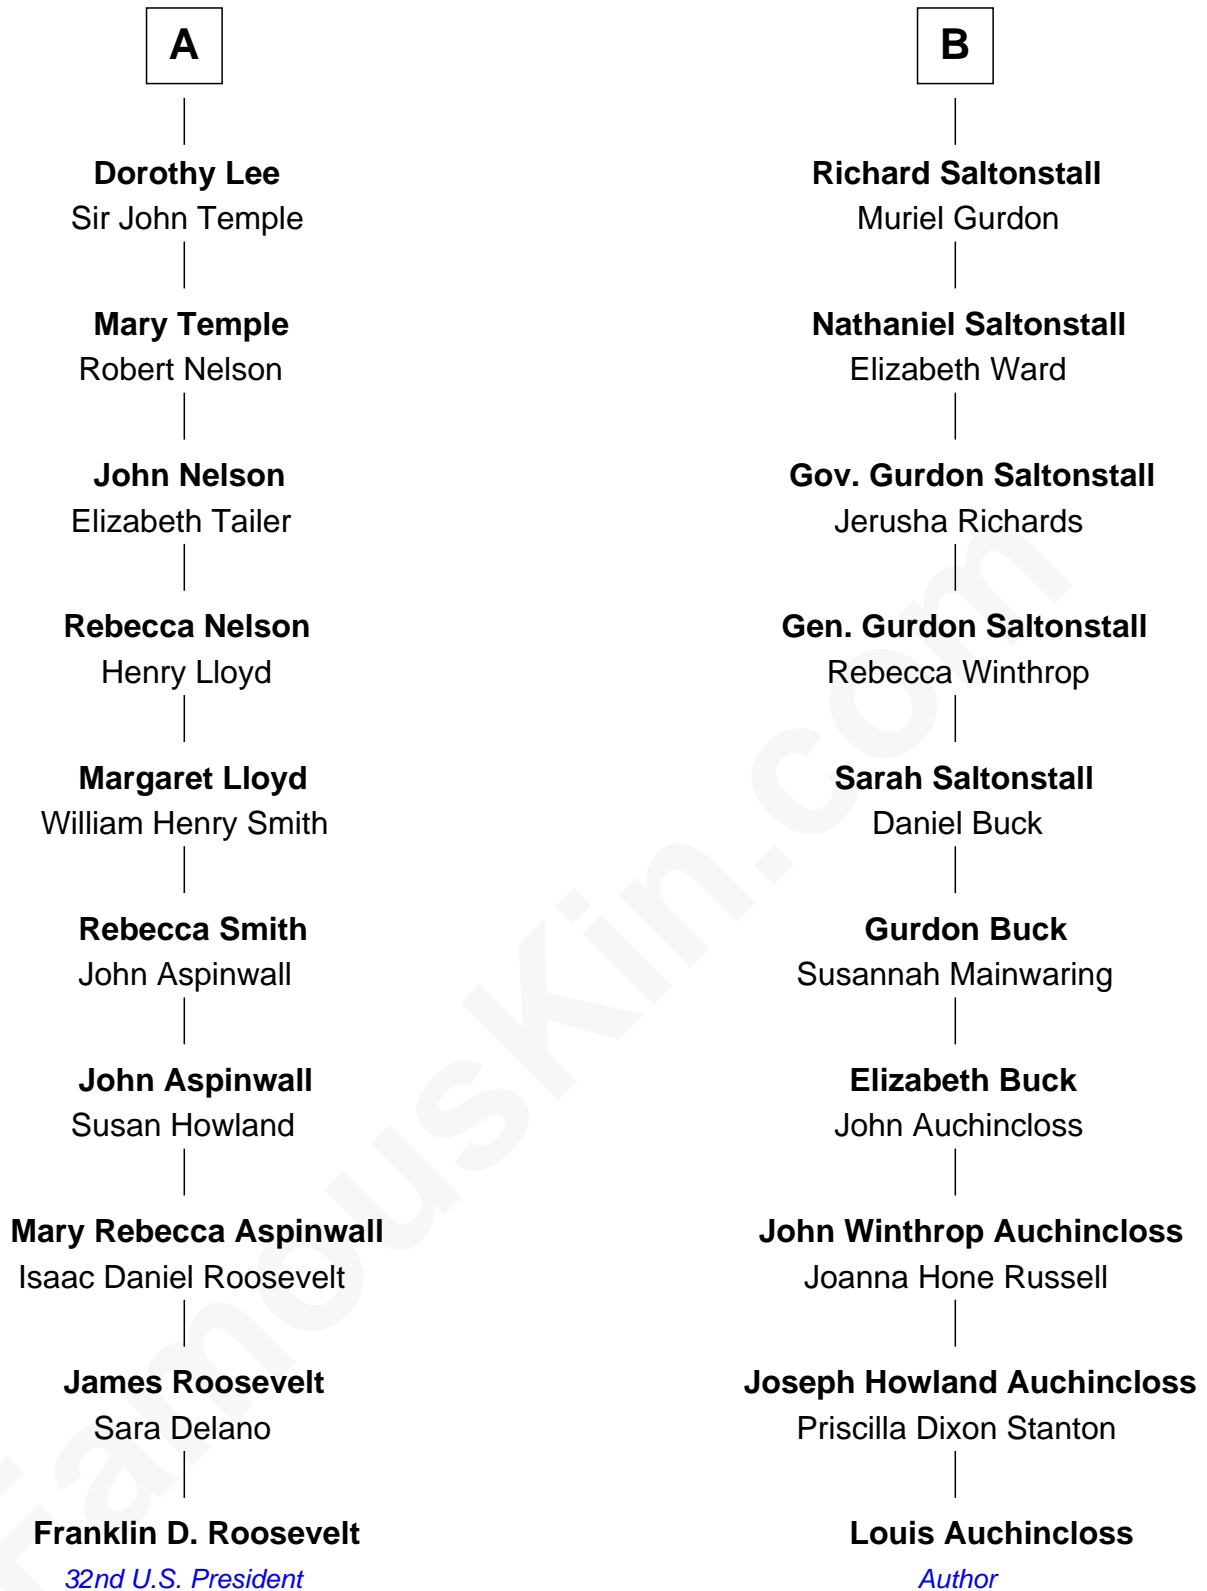 A
Dorothy Lee
Sir John Temple
Mary Temple
Robert Nelson
John Nelson
Elizabeth Tailer
Rebecca Nelson
Henry Lloyd
Margaret Lloyd
William Henry Smith
Rebecca Smith
John Aspinwall
John Aspinwall
Susan Howland
Mary Rebecca Aspinwall
Isaac Daniel Roosevelt
James Roosevelt
Sara Delano
Franklin D. Roosevelt
32nd U.S. President
B
Richard Saltonstall
Muriel Gurdon
Nathaniel Saltonstall
Elizabeth Ward
Gov. Gurdon Saltonstall
Jerusha Richards
Gen. Gurdon Saltonstall
Rebecca Winthrop
Sarah Saltonstall
Daniel Buck
Gurdon Buck
Susannah Mainwaring
Elizabeth Buck
John Auchincloss
John Winthrop Auchincloss
Joanna Hone Russell
Joseph Howland Auchincloss
Priscilla Dixon Stanton
Louis Auchincloss
Author
FamousKin.com